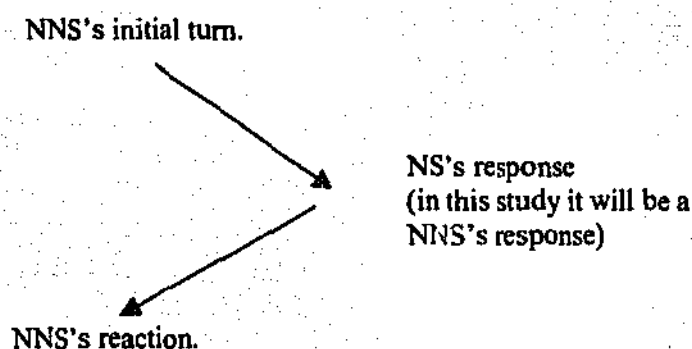 NNS's initial turn.
NS's response
(in this study it will be a
NNS's response)
NNS's reaction.